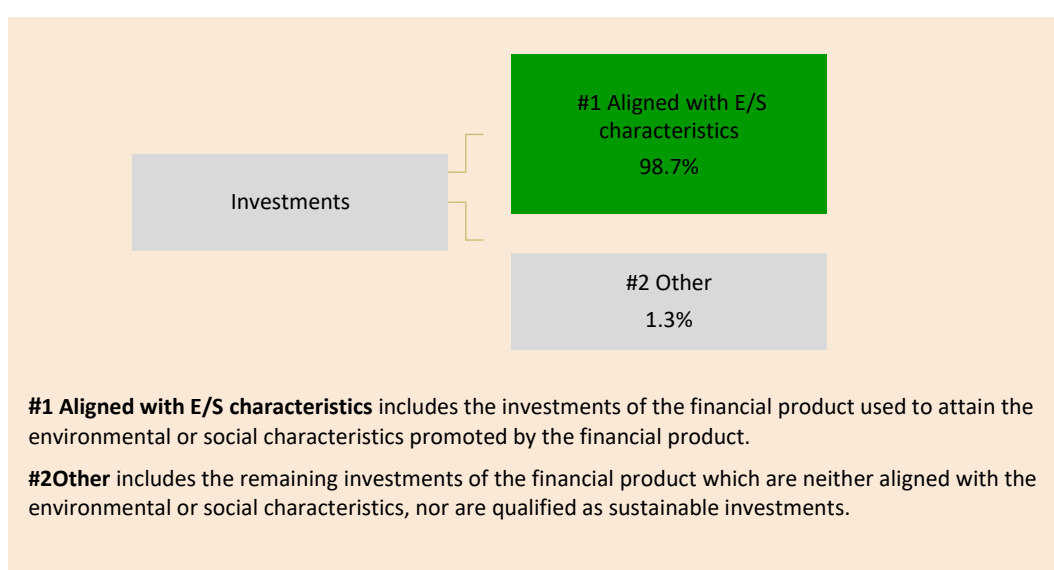 #1 Aligned with E/S
characteristics
98.7%
Investments
#2 Other
1.3%
#1 Aligned with E/S characteristics includes the investments of the financial product used to attain the
environmental or social characteristics promoted by the financial product.
#2Other includes the remaining investments of the financial product which are neither aligned with the
environmental or social characteristics, nor are qualified as sustainable investments.